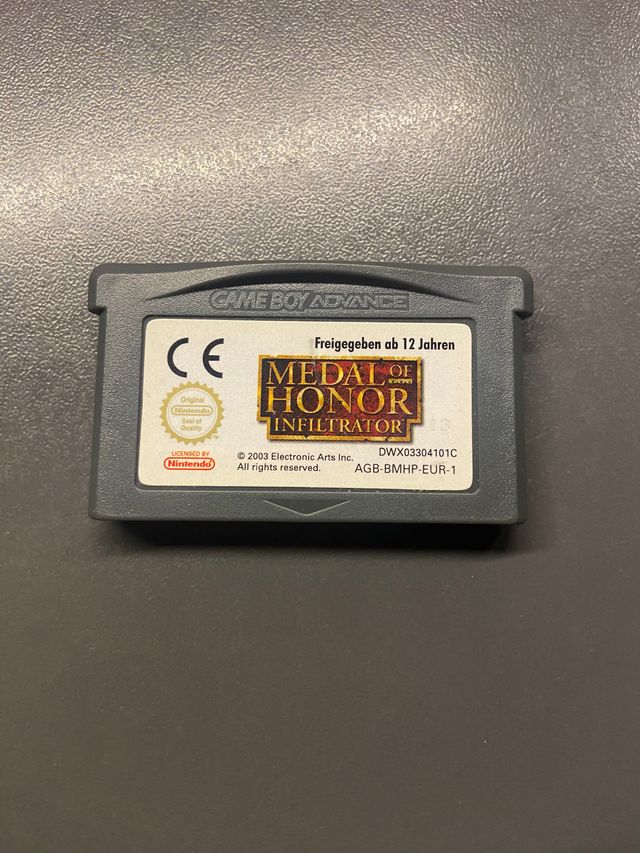 GAME BOY ADVANCE
CE
Freigegeben ab 12 Jahren
MEDAL OF
HONOR
INFILTRATOR
Original
Nintendo
Seal of
Quality
13
LICENSED BY
Nintendo
© 2003 Electronic Arts Inc.
All rights reserved.
DWX03304101C
AGB-BMHP-EUR-1